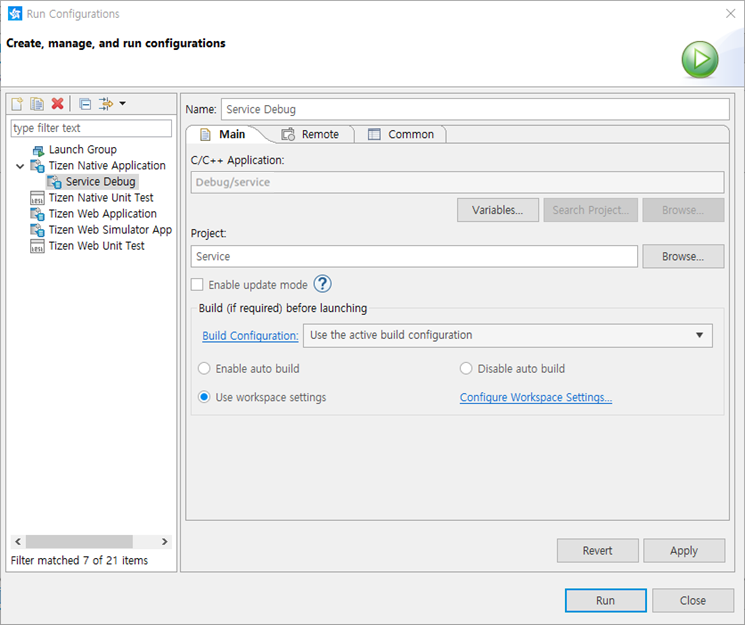 Run Configurations
Create, manage, and run configurations
type filter text
Launch Group
Tizen Native Application
Service Debug
Tizen Native Unit Test
Tizen Web Application
Tizen Web Simulator App
Tizen Web Unit Test
Filter matched 7 of 21 items
Name: Service Debug
Main Remote Common
C/C++ Application:
Debug/service
Variables... Search Project... Browse...
Project:
Service Browse...
Enable update mode ?
Build (if required) before launching
Build Configuration: Use the active build configuration
Enable auto build Disable auto build
Use workspace settings Configure Workspace Settings...
Revert Apply
Run Close